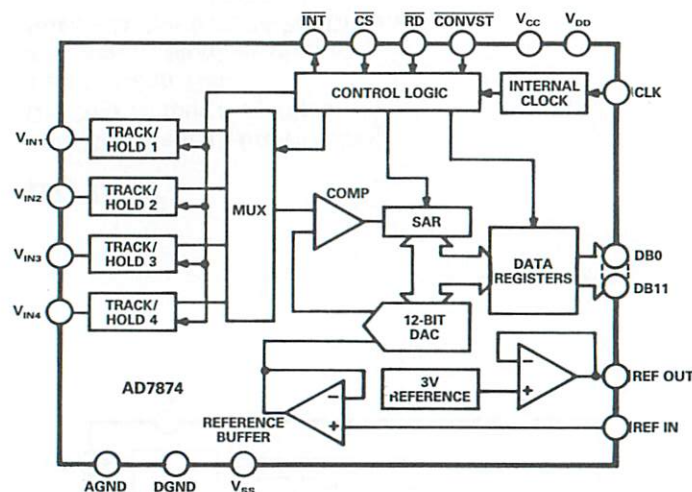 INT CS RD CONVST VCC VDD
CONTROL LOGIC
INTERNAL
CLOCK
CLK
VIN1
TRACK/
HOLD 1
VIN2
TRACK/
HOLD 2
VIN3
TRACK/
HOLD 3
VIN4
TRACK/
HOLD 4
MUX
COMP
SAR
DATA
REGISTERS
DB0
DB11
12-BIT
DAC
AD7874
REFERENCE
BUFFER
3V
REFERENCE
REF OUT
REF IN
- + - +
AGND DGND VSS